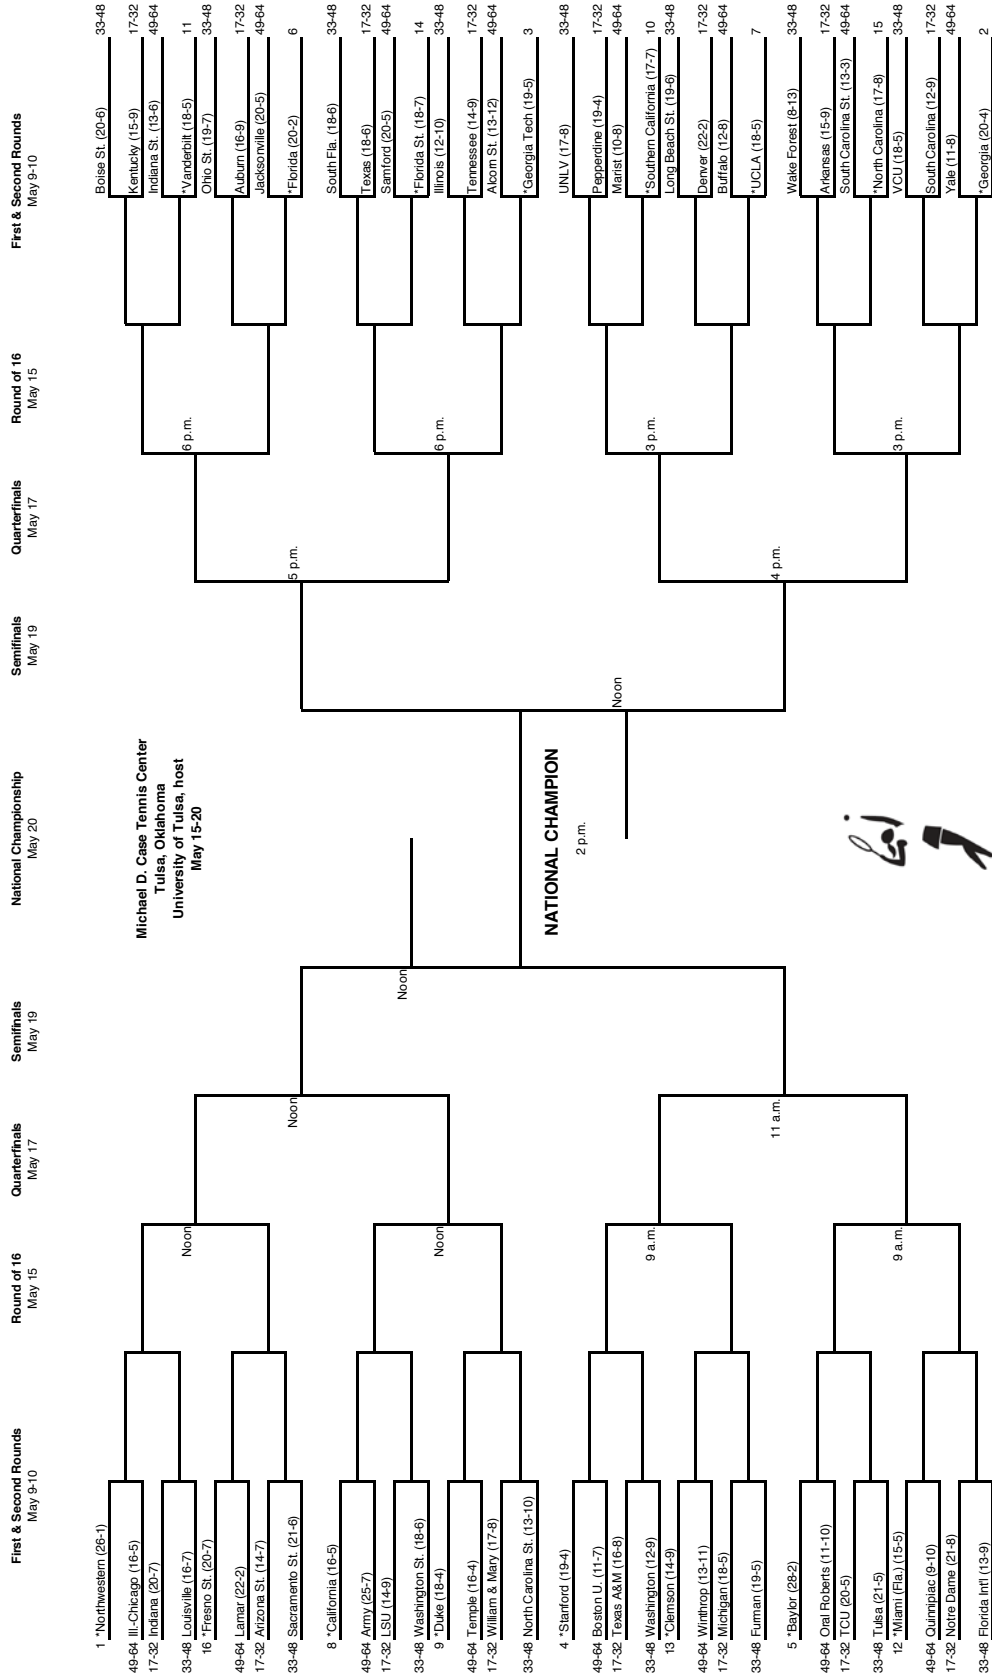 First & Second Rounds
May 9-10
Round of 16
May 15
Quarterfinals
May 17
Semifinals
May 19
National Championship
May 20
Semifinals
May 19
Quarterfinals
May 17
Round of 16
May 15
First & Second Rounds
May 9-10
1 *Northwestern (26-1)
49-64 Ill.-Chicago (16-5)
17-32 Indiana (20-7)
33-48 Louisville (16-7)
16 *Fresno St. (20-7)
49-64 Lamar (22-2)
17-32 Arizona St. (14-7)
33-48 Sacramento St. (21-6)
8 *California (16-5)
49-64 Army (25-7)
17-32 LSU (14-9)
33-48 Washington St. (18-6)
9 *Duke (18-4)
49-64 Temple (16-4)
17-32 William & Mary (17-8)
33-48 North Carolina St. (13-10)
4 *Stanford (19-4)
49-64 Boston U. (11-7)
17-32 Texas A&M (16-8)
33-48 Washington (12-9)
13 *Clemson (14-9)
49-64 Winthrop (13-11)
17-32 Michigan (18-5)
33-48 Furman (19-5)
5 *Baylor (28-2)
49-64 Oral Roberts (11-10)
17-32 TCU (20-5)
33-48 Tulsa (21-5)
12 *Miami (Fla.) (15-5)
49-64 Quinnipiac (9-10)
17-32 Notre Dame (21-8)
33-48 Florida Int'l (13-9)
Noon
Noon
9 a.m.
9 a.m.
Noon
11 a.m.
Noon
Michael D. Case Tennis Center
Tulsa, Oklahoma
University of Tulsa, host
May 15-20
NATIONAL CHAMPION
2 p.m.
Noon
5 p.m.
4 p.m.
6 p.m.
6 p.m.
3 p.m.
3 p.m.
Boise St. (20-6) 33-48
Kentucky (15-9) 17-32
Indiana St. (13-6) 49-64
*Vanderbilt (18-5) 11
Ohio St. (19-7) 33-48
Auburn (16-9) 17-32
Jacksonville (20-5) 49-64
*Florida (20-2) 6
South Fla. (18-6) 33-48
Texas (18-6) 17-32
Samford (20-5) 49-64
*Florida St. (18-7) 14
Illinois (12-10) 33-48
Tennessee (14-9) 17-32
Alcorn St. (13-12) 49-64
*Georgia Tech (19-5) 3
UNLV (17-8) 33-48
Pepperdine (19-4) 17-32
Marist (10-8) 49-64
*Southern California (17-7) 10
Long Beach St. (19-6) 33-48
Denver (22-2) 17-32
Buffalo (12-8) 49-64
*UCLA (18-5) 7
Wake Forest (8-13) 33-48
Arkansas (15-9) 17-32
South Carolina St. (13-3) 49-64
*North Carolina (17-8) 15
VCU (18-5) 33-48
South Carolina (12-9) 17-32
Yale (11-8) 49-64
*Georgia (20-4) 2